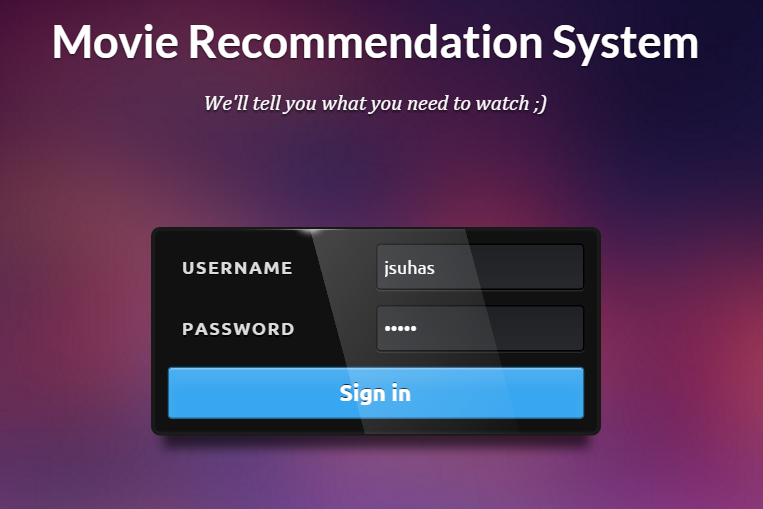 Movie Recommendation System
We'll tell you what you need to watch ;)
USERNAME jsuhas
PASSWORD •••••
Sign in